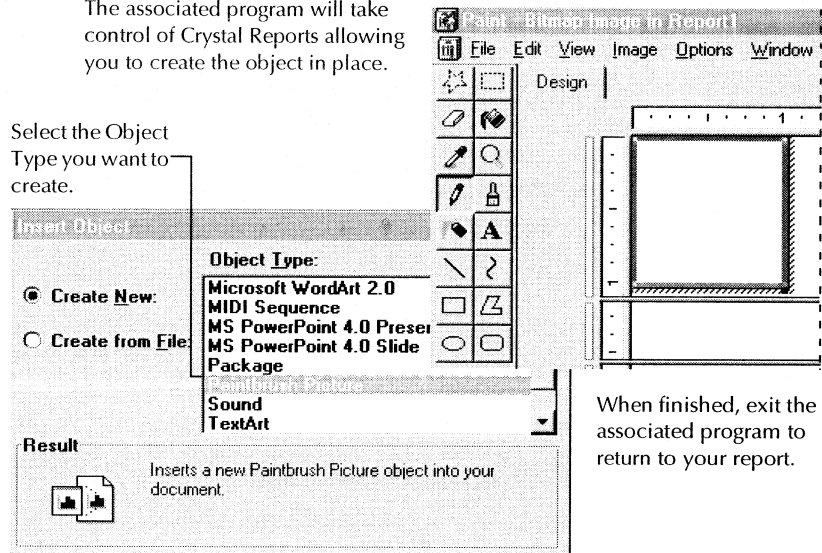 The associated program will take
control of Crystal Reports allowing
you to create the object in place.
Paint - Bitmap Image in Report1
File Edit View Image Options Window
Design
A
Select the Object
Type you want to
create.
Insert Object
Object Type:
Create New:
Create from File:
Microsoft WordArt 2.0
MIDI Sequence
MS PowerPoint 4.0 Preser
MS PowerPoint 4.0 Slide
Package
Paintbrush Picture
Sound
TextArt
Result
Inserts a new Paintbrush Picture object into your
document.
When finished, exit the
associated program to
return to your report.